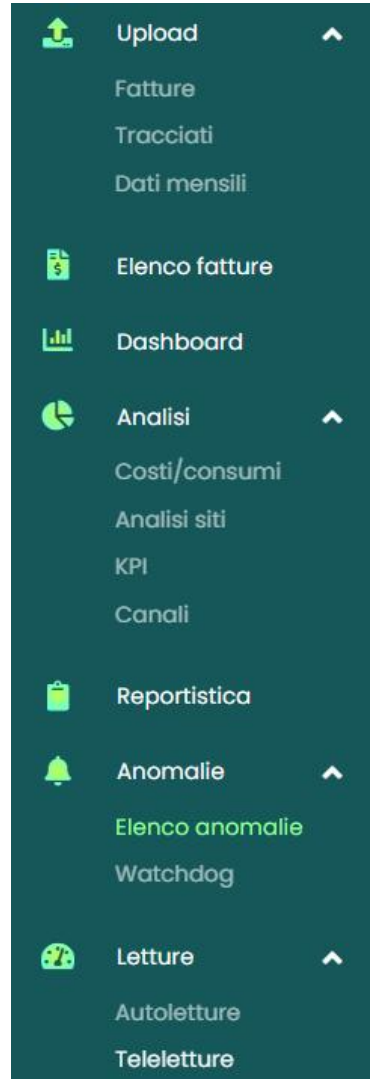 Upload
Fatture
Tracciati
Dati mensili
Elenco fatture
Dashboard
Analisi
Costi/consumi
Analisi siti
KPI
Canali
Reportistica
Anomalie
Elenco anomalie
Watchdog
Letture
Autoletture
Teleletture